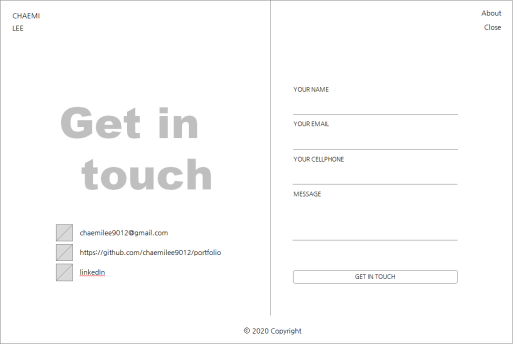 CHAEMI
LEE
About
Close
Get in
touch
chaemilee9012@gmail.com
https://github.com/chaemilee9012/portfolio
linkedIn
YOUR NAME
YOUR EMAIL
YOUR CELLPHONE
MESSAGE
GET IN TOUCH
© 2020 Copyright